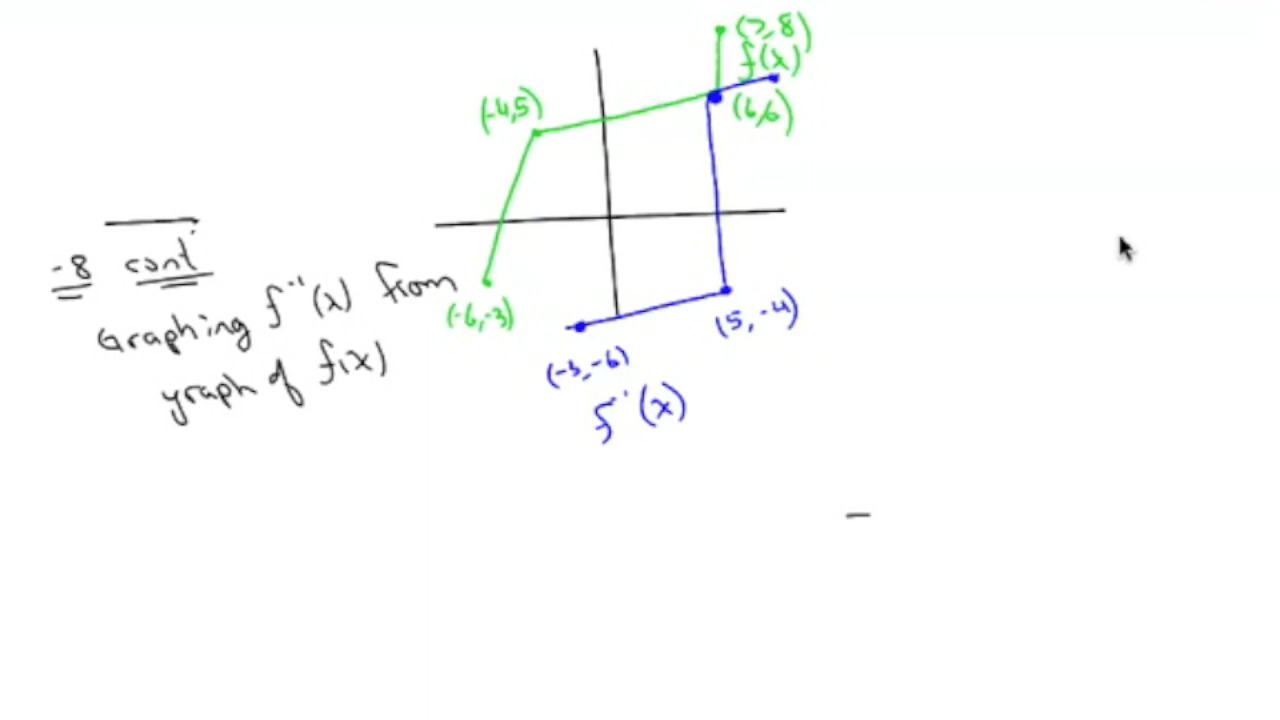 (7,8)
f(x)
(-4,5)
(6,6)
-8 cont
Graphing f⁻¹(x) from
graph of f(x)
(-6,-3)
(5,-4)
(-3,-6)
f⁻¹(x)